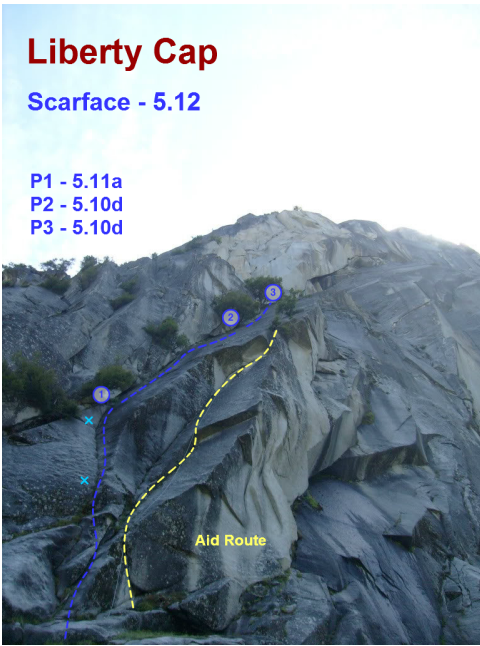 Liberty Cap
Scarface - 5.12
P1 - 5.11a
P2 - 5.10d
P3 - 5.10d
3
2
1
Aid Route